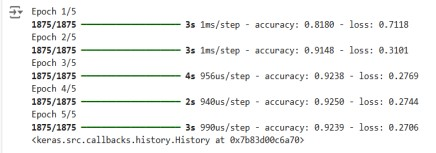 Epoch 1/5
1875/1875 ━━━━━━━━━━━━━━━━━━━━ 3s 1ms/step - accuracy: 0.8180 - loss: 0.7118
Epoch 2/5
1875/1875 ━━━━━━━━━━━━━━━━━━━━ 3s 1ms/step - accuracy: 0.9148 - loss: 0.3101
Epoch 3/5
1875/1875 ━━━━━━━━━━━━━━━━━━━━ 4s 956us/step - accuracy: 0.9238 - loss: 0.2769
Epoch 4/5
1875/1875 ━━━━━━━━━━━━━━━━━━━━ 2s 940us/step - accuracy: 0.9250 - loss: 0.2744
Epoch 5/5
1875/1875 ━━━━━━━━━━━━━━━━━━━━ 3s 990us/step - accuracy: 0.9239 - loss: 0.2706
<keras.src.callbacks.history.History at 0x7b83d00c6a70>